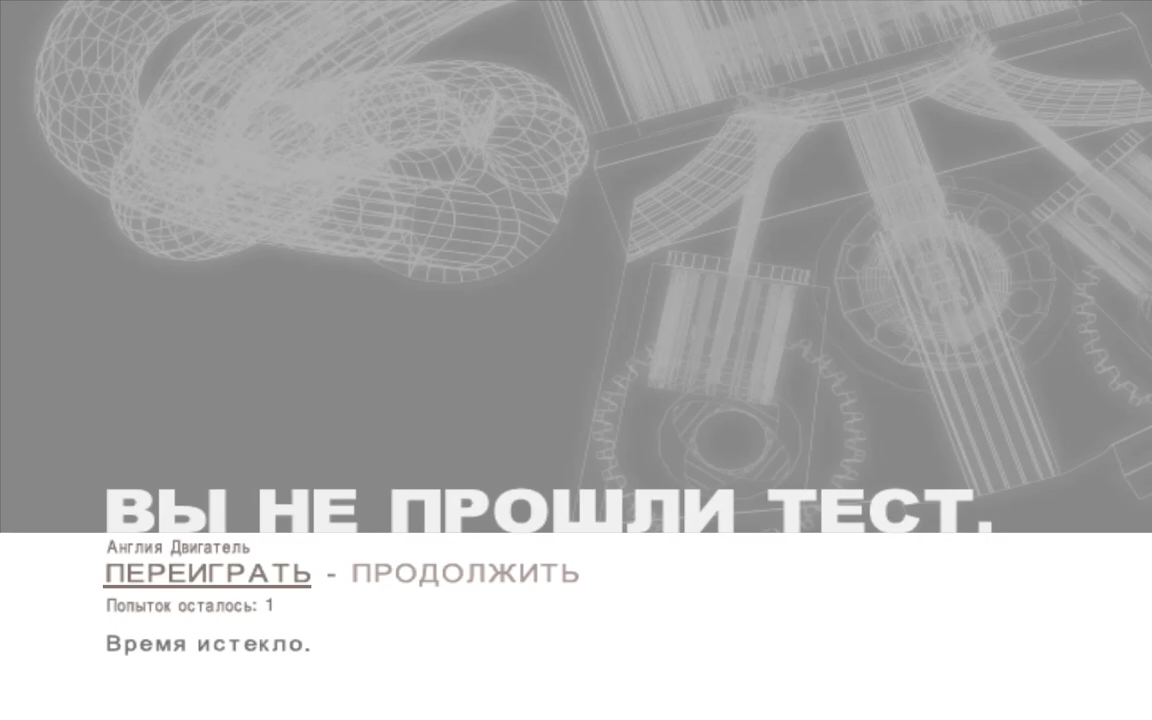 ВЫ НЕ ПРОШЛИ ТЕСТ.
Англия Двигатель
ПЕРЕИГРАТЬ - ПРОДОЛЖИТЬ
Попыток осталось: 1
Время истекло.